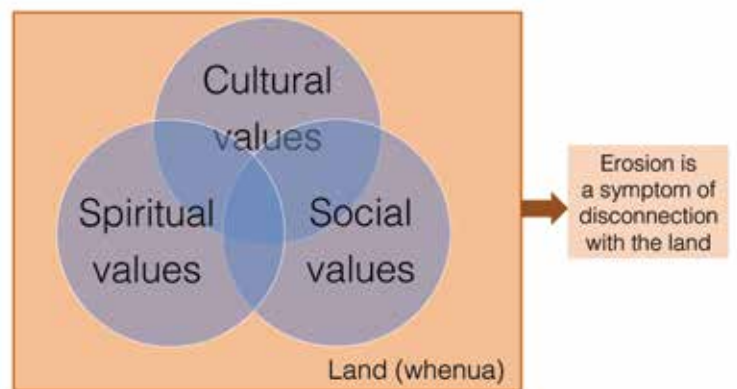 Cultural
values
Spiritual
values
Social
values
Land (whenua)
Erosion is
a symptom of
disconnection
with the land